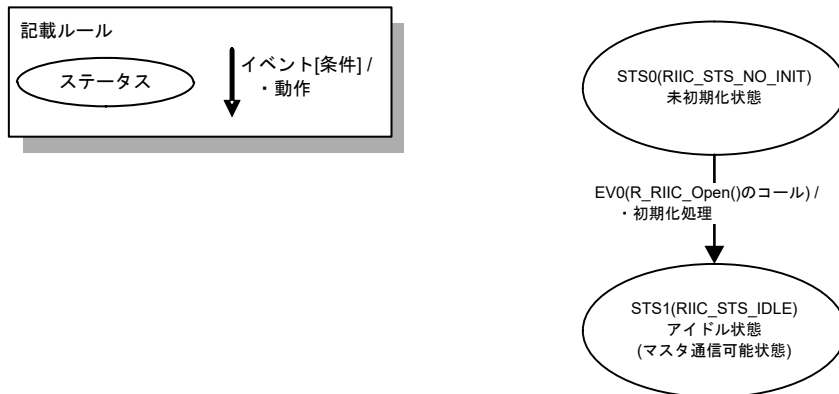 記載ルール
ステータス
イベント[条件] /
・動作
STS0(RIIC_STS_NO_INIT)
未初期化状態
EV0(R_RIIC_Open()のコール) /
・初期化処理
STS1(RIIC_STS_IDLE)
アイドル状態
(マスタ通信可能状態)